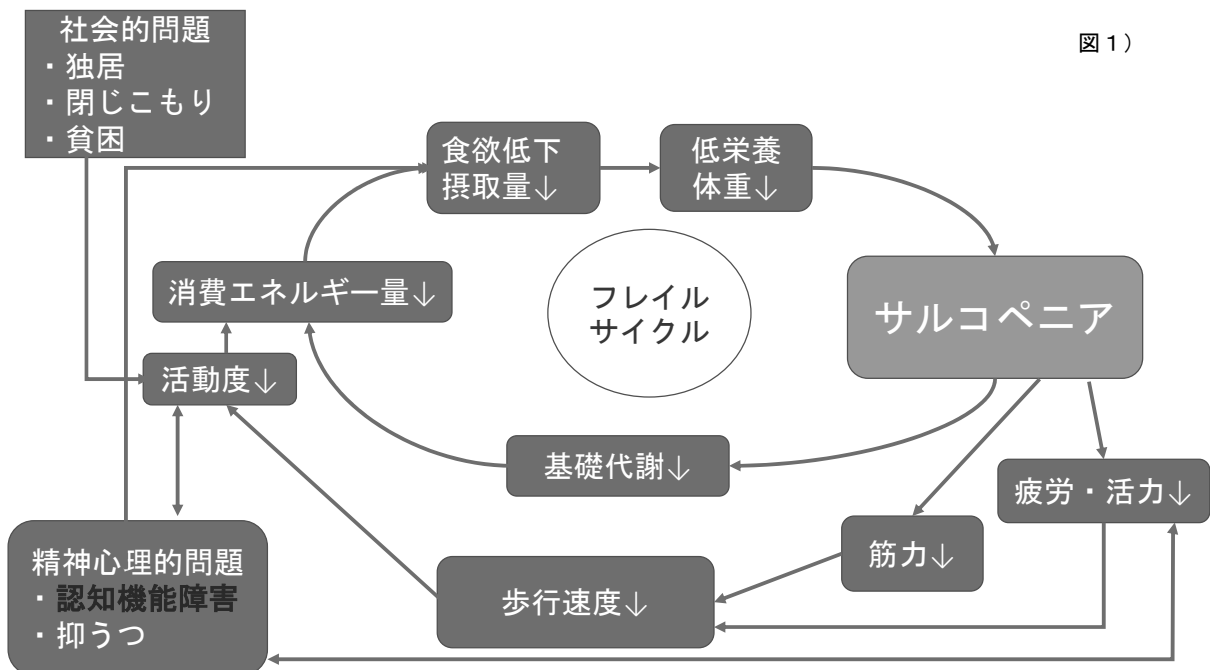 社会的問題
・独居
・閉じこもり
・貧困
図１）
食欲低下
摂取量↓
低栄養
体重↓
消費エネルギー量↓
フレイル
サイクル
サルコペニア
活動度↓
基礎代謝↓
疲労・活力↓
筋力↓
歩行速度↓
精神心理的問題
・認知機能障害
・抑うつ